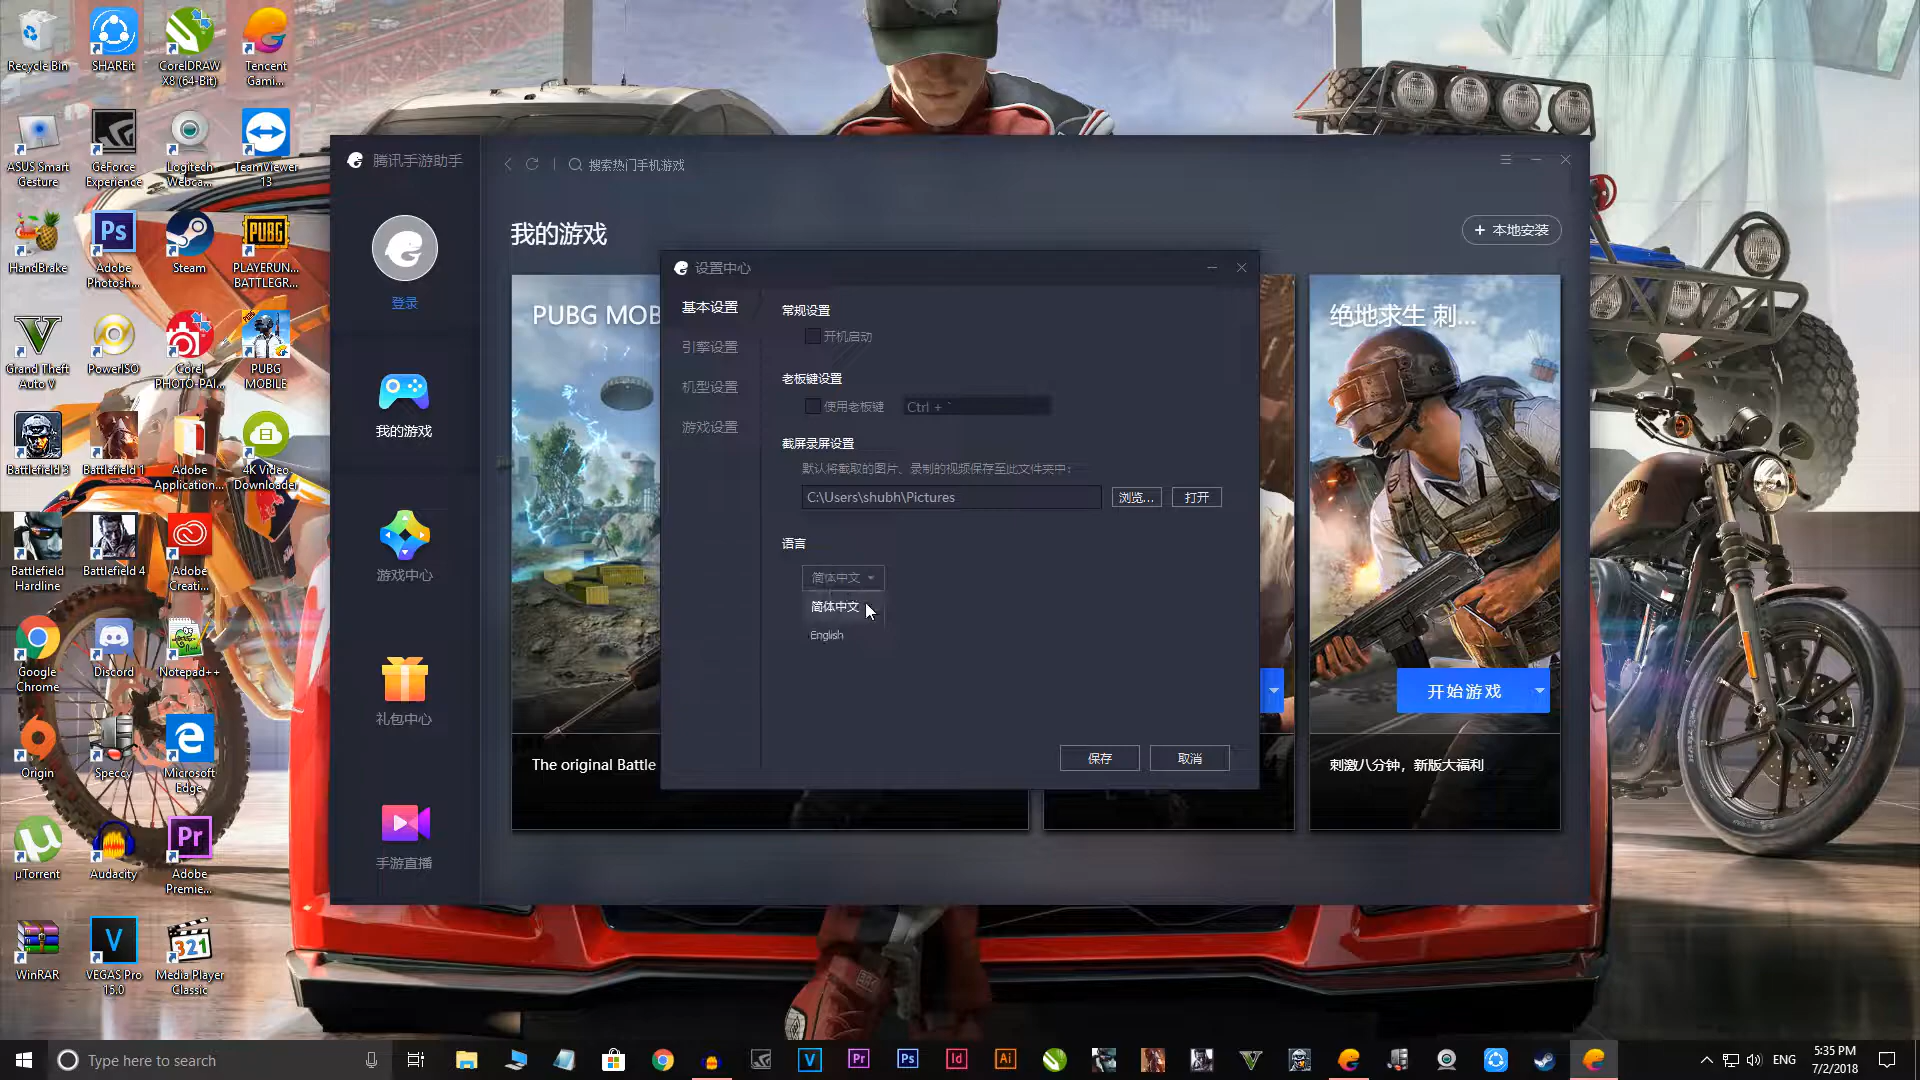 Recycle Bin
SHAREit
CorelDRAW
X8 (64-Bit)
Tencent
Gami...
ASUS Smart
Gesture
GeForce
Experience
Logitech
Webca...
TeamViewer
13
HandBrake
Adobe
Photosh...
Steam
PLAYERUN...
BATTLEGR...
Grand Theft
Auto V
PowerISO
Corel
PHOTO-PAI...
PUBG
MOBILE
Battlefield 3
Battlefield 1
Adobe
Application...
4K Video
Downloader
Battlefield
Hardline
Battlefield 4
Adobe
Creati...
Google
Chrome
Discord
Notepad++
Origin
Speccy
Microsoft
Edge
µTorrent
Audacity
Adobe
Premie...
WinRAR
VEGAS Pro
15.0
Media Player
Classic
腾讯手游助手
搜索热门手机游戏
登录
我的游戏
游戏中心
礼包中心
手游直播
我的游戏
+ 本地安装
PUBG MOB
The original Battle
绝地求生 刺...
开始游戏
刺激八分钟，新版大福利
设置中心
基本设置
引擎设置
机型设置
游戏设置
常规设置
开机启动
老板键设置
使用老板键
Ctrl + `
截屏录屏设置
默认将截取的图片、录制的视频保存至此文件夹中:
C:\Users\shubh\Pictures
浏览...
打开
语言
简体中文
简体中文
English
保存
取消
Type here to search
ENG
5:35 PM
7/2/2018